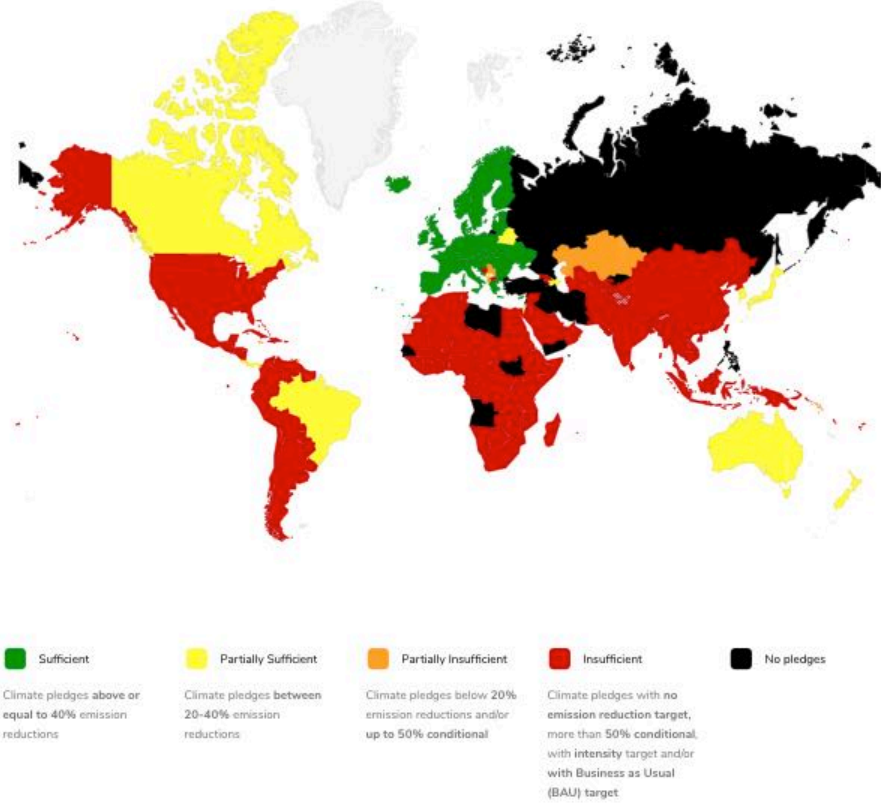 Sufficient
Climate pledges above or
equal to 40% emission
reductions
Partially Sufficient
Climate pledges between
20-40% emission
reductions
Partially Insufficient
Climate pledges below 20%
emission reductions and/or
up to 50% conditional
Insufficient
Climate pledges with no
emission reduction target,
more than 50% conditional,
with intensity target and/or
with Business as Usual
(BAU) target
No pledges